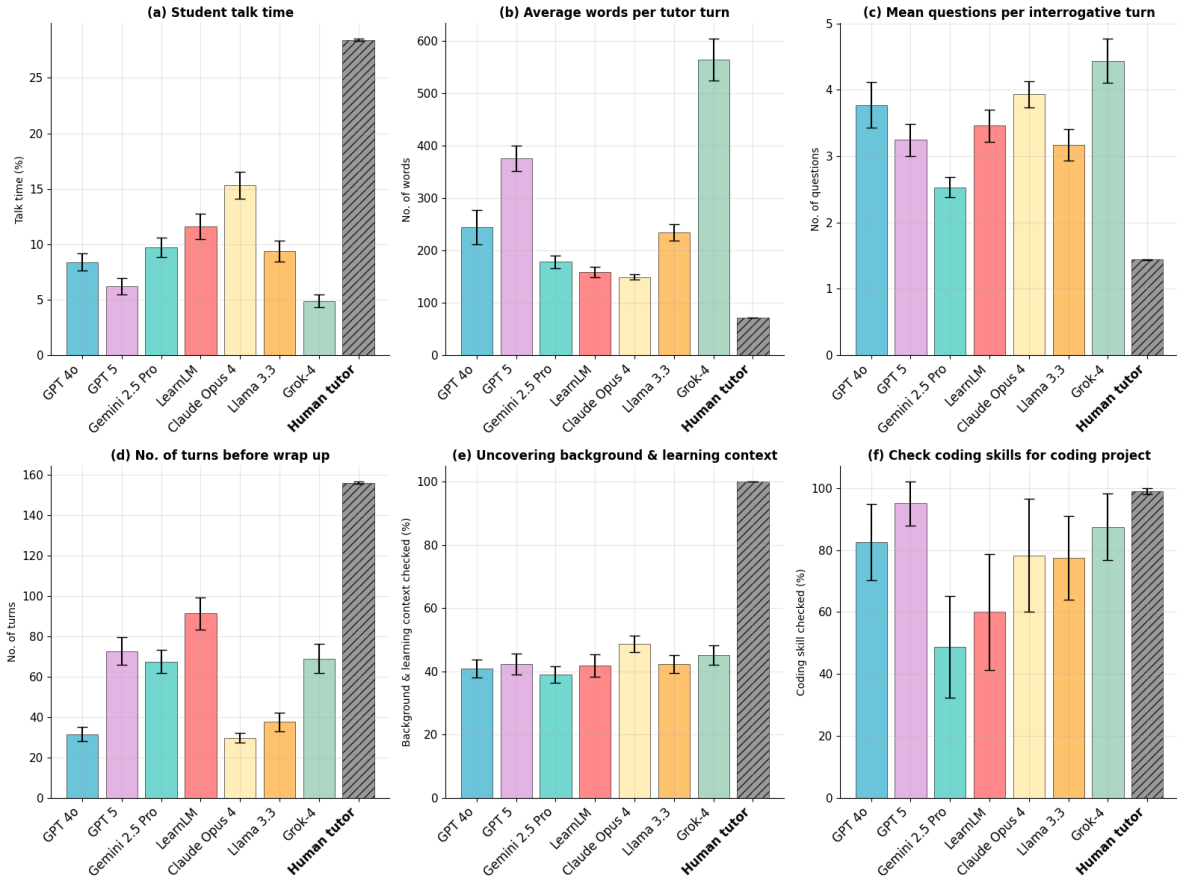 (a) Student talk time
Talk time (%)
0
5
10
15
20
25
GPT 4o
GPT 5
Gemini 2.5 Pro
LearnLM
Claude Opus 4
Llama 3.3
Grok-4
Human tutor
(b) Average words per tutor turn
No. of words
0
100
200
300
400
500
600
GPT 4o
GPT 5
Gemini 2.5 Pro
LearnLM
Claude Opus 4
Llama 3.3
Grok-4
Human tutor
(c) Mean questions per interrogative turn
No. of questions
0
1
2
3
4
5
GPT 4o
GPT 5
Gemini 2.5 Pro
LearnLM
Claude Opus 4
Llama 3.3
Grok-4
Human tutor
(d) No. of turns before wrap up
No. of turns
0
20
40
60
80
100
120
140
160
GPT 4o
GPT 5
Gemini 2.5 Pro
LearnLM
Claude Opus 4
Llama 3.3
Grok-4
Human tutor
(e) Uncovering background & learning context
Background & learning context checked (%)
0
20
40
60
80
100
GPT 4o
GPT 5
Gemini 2.5 Pro
LearnLM
Claude Opus 4
Llama 3.3
Grok-4
Human tutor
(f) Check coding skills for coding project
Coding skill checked (%)
0
20
40
60
80
100
GPT 4o
GPT 5
Gemini 2.5 Pro
LearnLM
Claude Opus 4
Llama 3.3
Grok-4
Human tutor